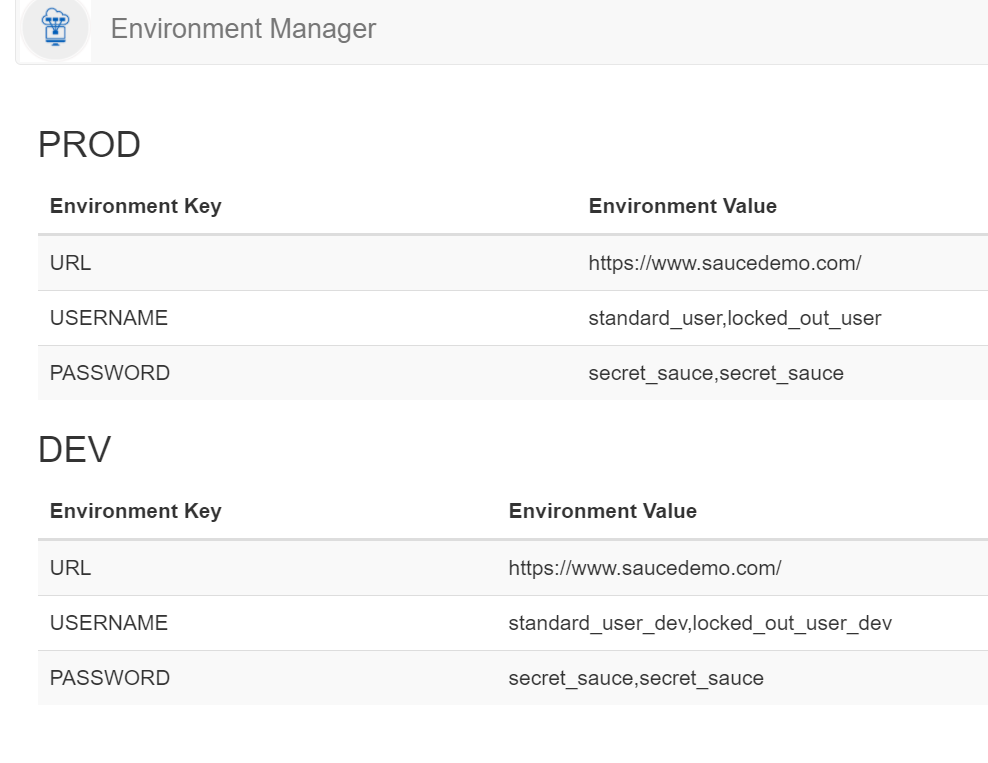 Environment Manager
PROD
Environment Key Environment Value
URL https://www.saucedemo.com/
USERNAME standard_user,locked_out_user
PASSWORD secret_sauce,secret_sauce
DEV
Environment Key Environment Value
URL https://www.saucedemo.com/
USERNAME standard_user_dev,locked_out_user_dev
PASSWORD secret_sauce,secret_sauce